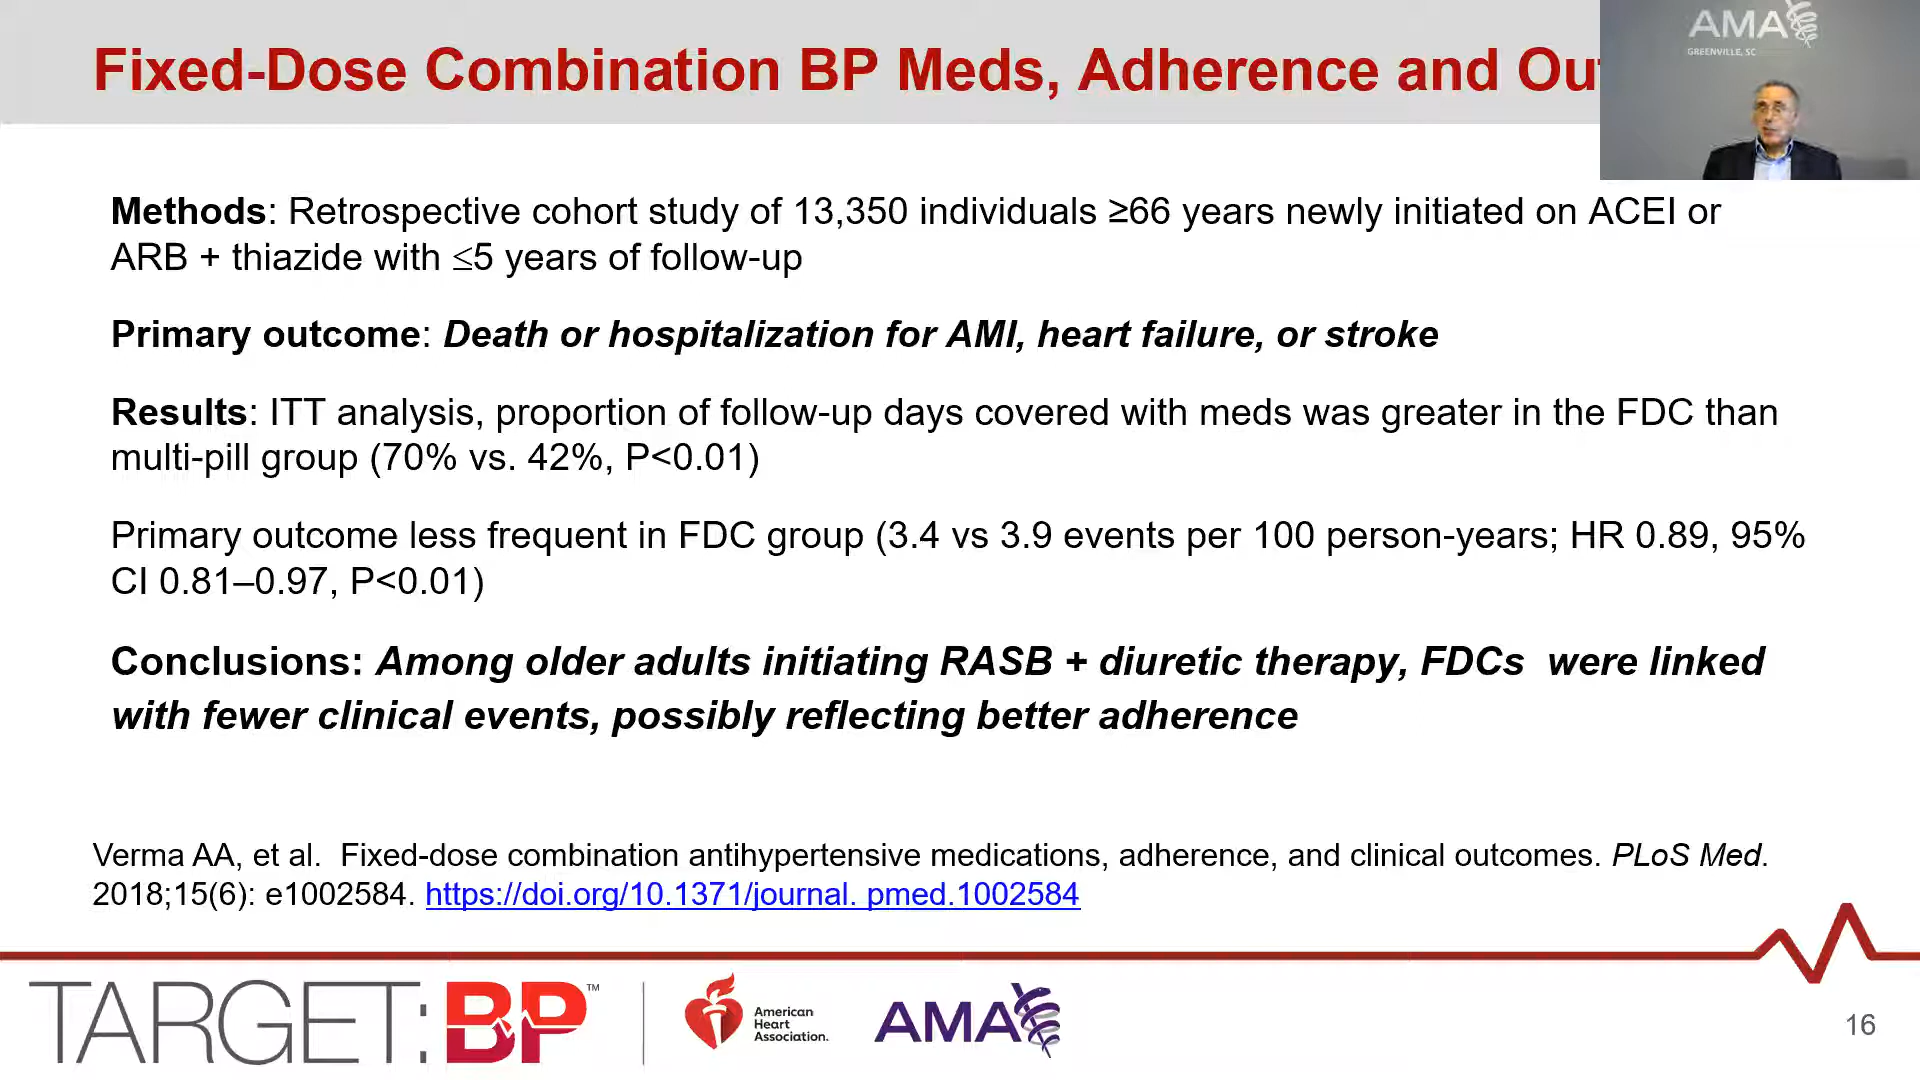 Fixed-Dose Combination BP Meds, Adherence and Ou
AMA
GREENVILLE, SC
Methods: Retrospective cohort study of 13,350 individuals ≥66 years newly initiated on ACEI or
ARB + thiazide with ≤5 years of follow-up
Primary outcome: Death or hospitalization for AMI, heart failure, or stroke
Results: ITT analysis, proportion of follow-up days covered with meds was greater in the FDC than
multi-pill group (70% vs. 42%, P<0.01)
Primary outcome less frequent in FDC group (3.4 vs 3.9 events per 100 person-years; HR 0.89, 95%
CI 0.81–0.97, P<0.01)
Conclusions: Among older adults initiating RASB + diuretic therapy, FDCs  were linked
with fewer clinical events, possibly reflecting better adherence
Verma AA, et al.  Fixed-dose combination antihypertensive medications, adherence, and clinical outcomes. PLoS Med.
2018;15(6): e1002584. https://doi.org/10.1371/journal. pmed.1002584
TARGET:BP™
American
Heart
Association.
AMA
16